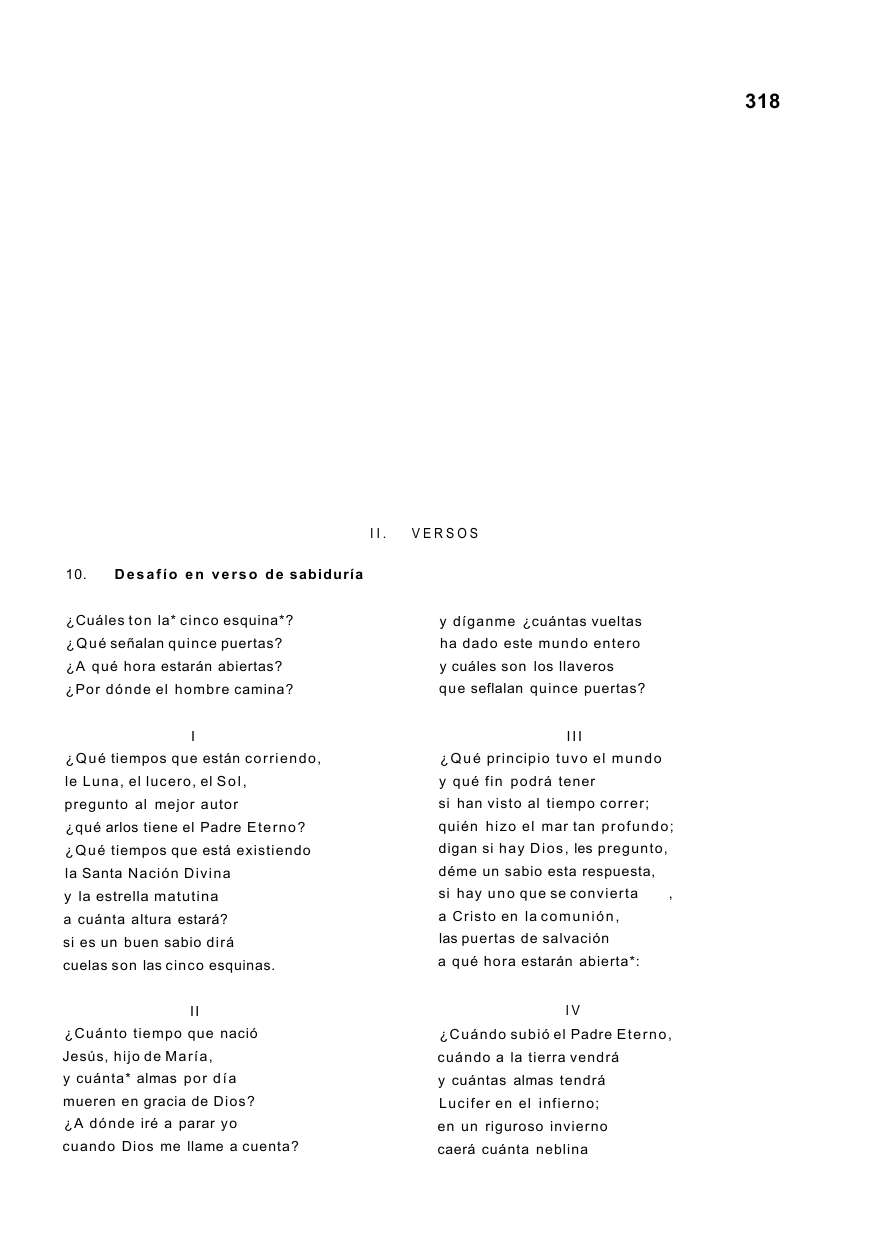 318
II. VERSOS
10. Desafío en verso de sabiduría
¿Cuáles ton la* cinco esquina*?
¿Qué señalan quince puertas?
¿A qué hora estarán abiertas?
¿Por dónde el hombre camina?
I
¿Qué tiempos que están corriendo,
le Luna, el lucero, el Sol,
pregunto al mejor autor
¿qué arlos tiene el Padre Eterno?
¿Qué tiempos que está existiendo
la Santa Nación Divina
y la estrella matutina
a cuánta altura estará?
si es un buen sabio dirá
cuelas son las cinco esquinas.
II
¿Cuánto tiempo que nació
Jesús, hijo de María,
y cuánta* almas por día
mueren en gracia de Dios?
¿A dónde iré a parar yo
cuando Dios me llame a cuenta?
y díganme ¿cuántas vueltas
ha dado este mundo entero
y cuáles son los llaveros
que seflalan quince puertas?
III
¿Qué principio tuvo el mundo
y qué fin podrá tener
si han visto al tiempo correr;
quién hizo el mar tan profundo;
digan si hay Dios, les pregunto,
déme un sabio esta respuesta,
si hay uno que se convierta ,
a Cristo en la comunión,
las puertas de salvación
a qué hora estarán abierta*:
IV
¿Cuándo subió el Padre Eterno,
cuándo a la tierra vendrá
y cuántas almas tendrá
Lucifer en el infierno;
en un riguroso invierno
caerá cuánta neblina